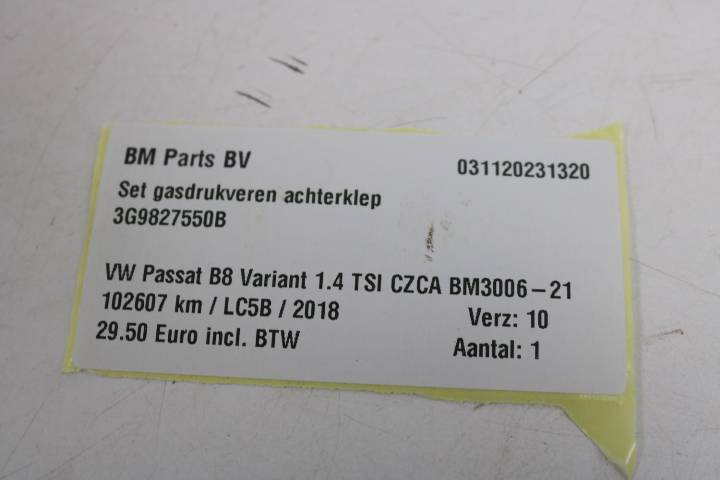 BM Parts BV 031120231320
Set gasdrukveren achterklep
3G9827550B
VW Passat B8 Variant 1.4 TSI CZCA BM3006-21
102607 km / LC5B / 2018 Verz: 10
29.50 Euro incl. BTW Aantal: 1